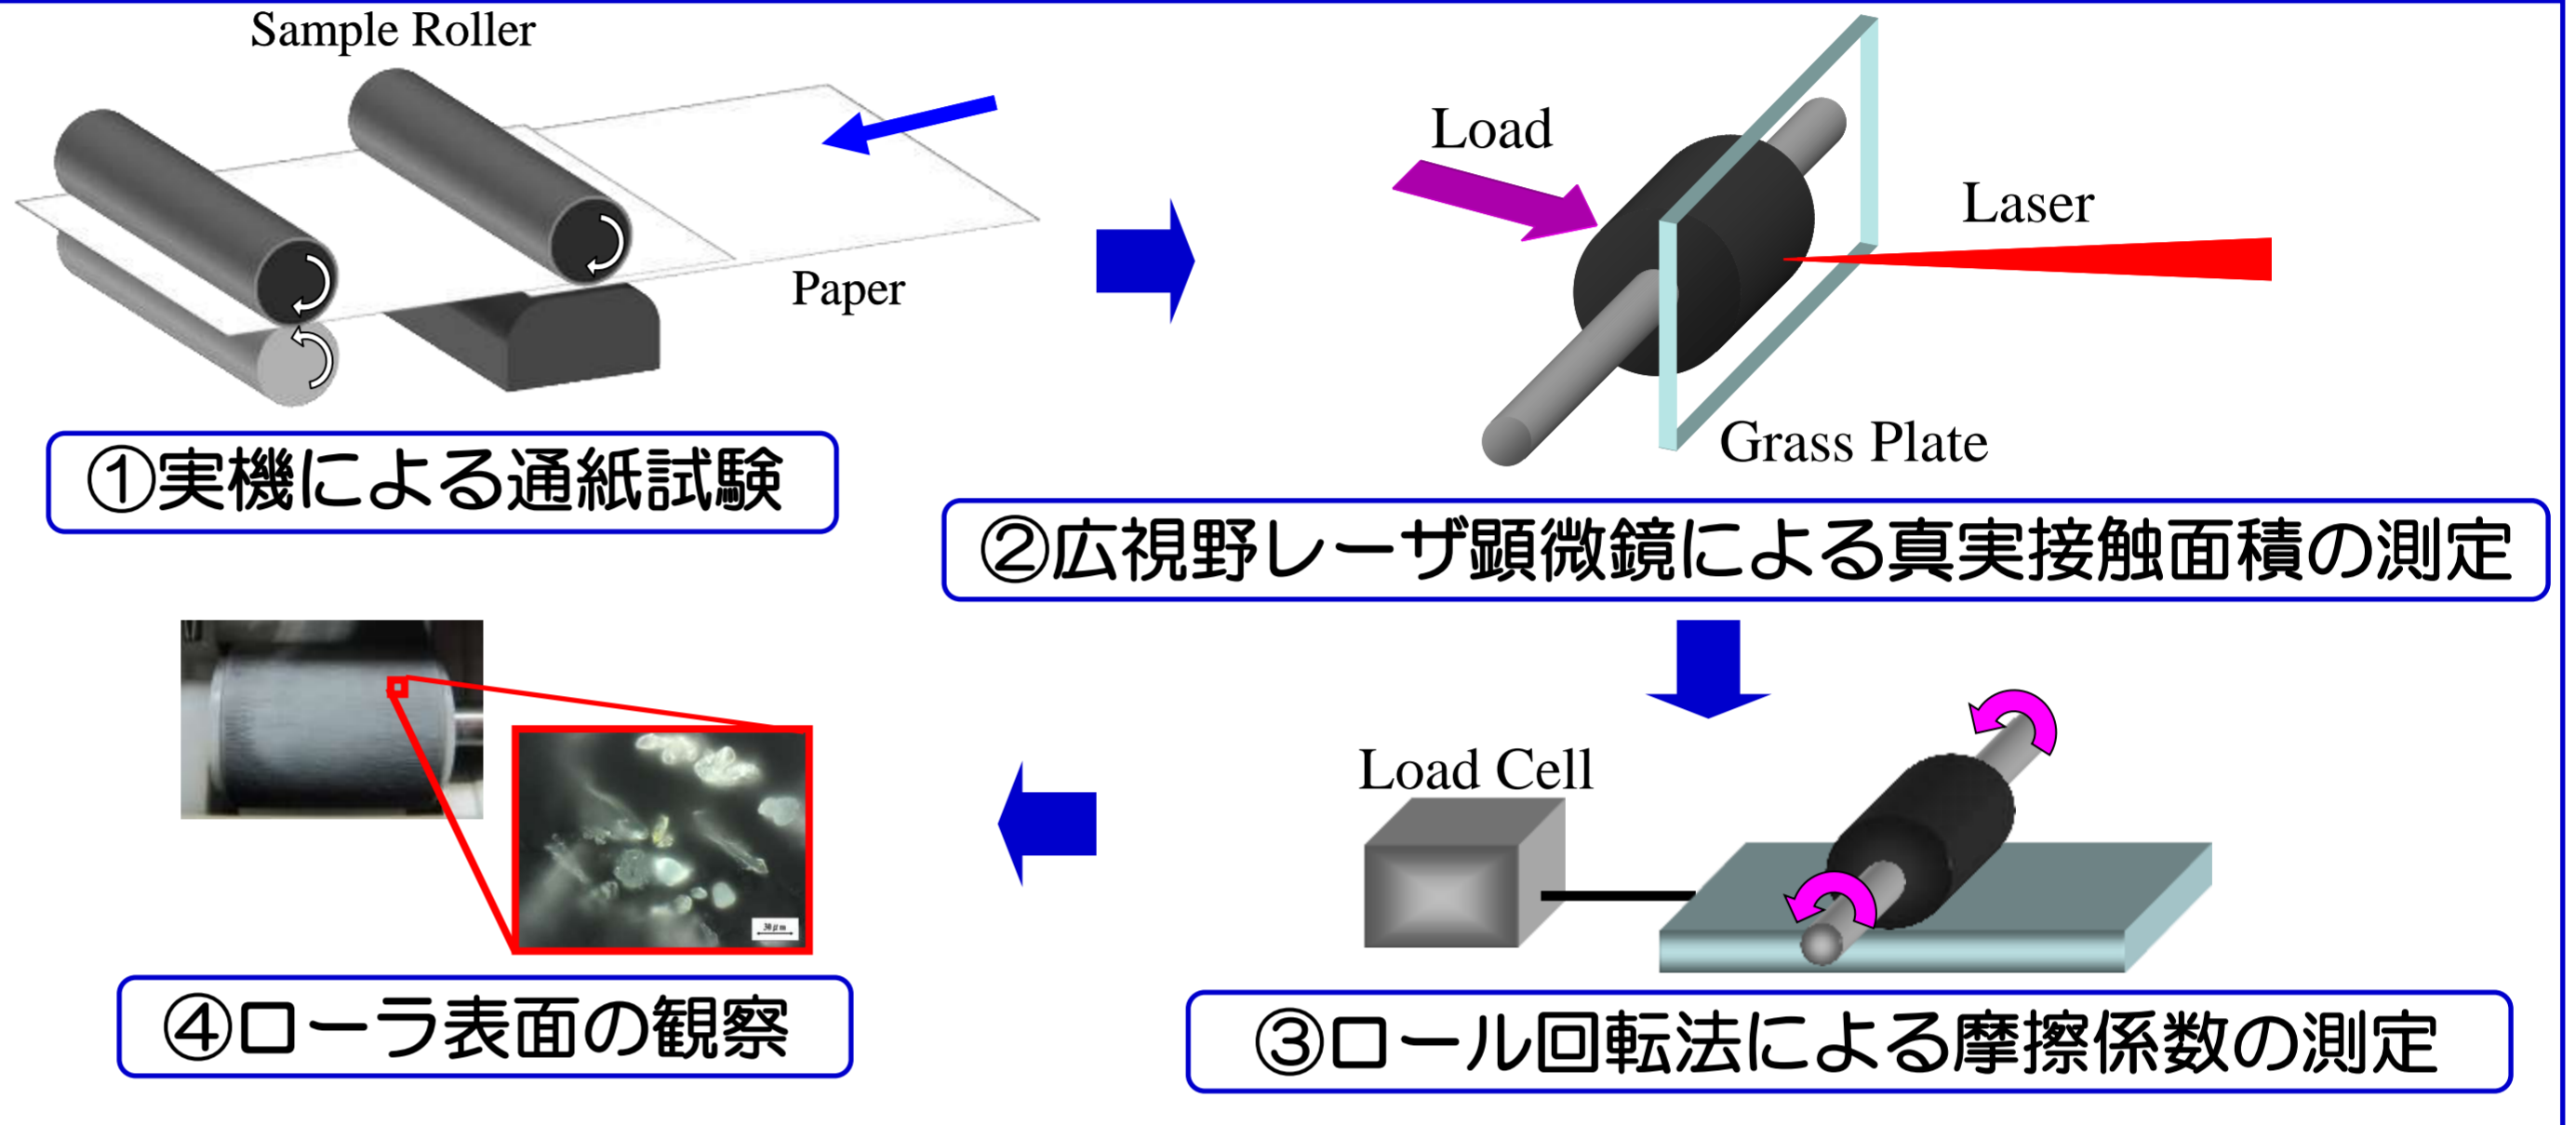 Sample Roller
Paper
①実機による通紙試験
Load
Laser
Grass Plate
②広視野レーザ顕微鏡による真実接触面積の測定
Load Cell
③ロール回転法による摩擦係数の測定
30μm
④ローラ表面の観察